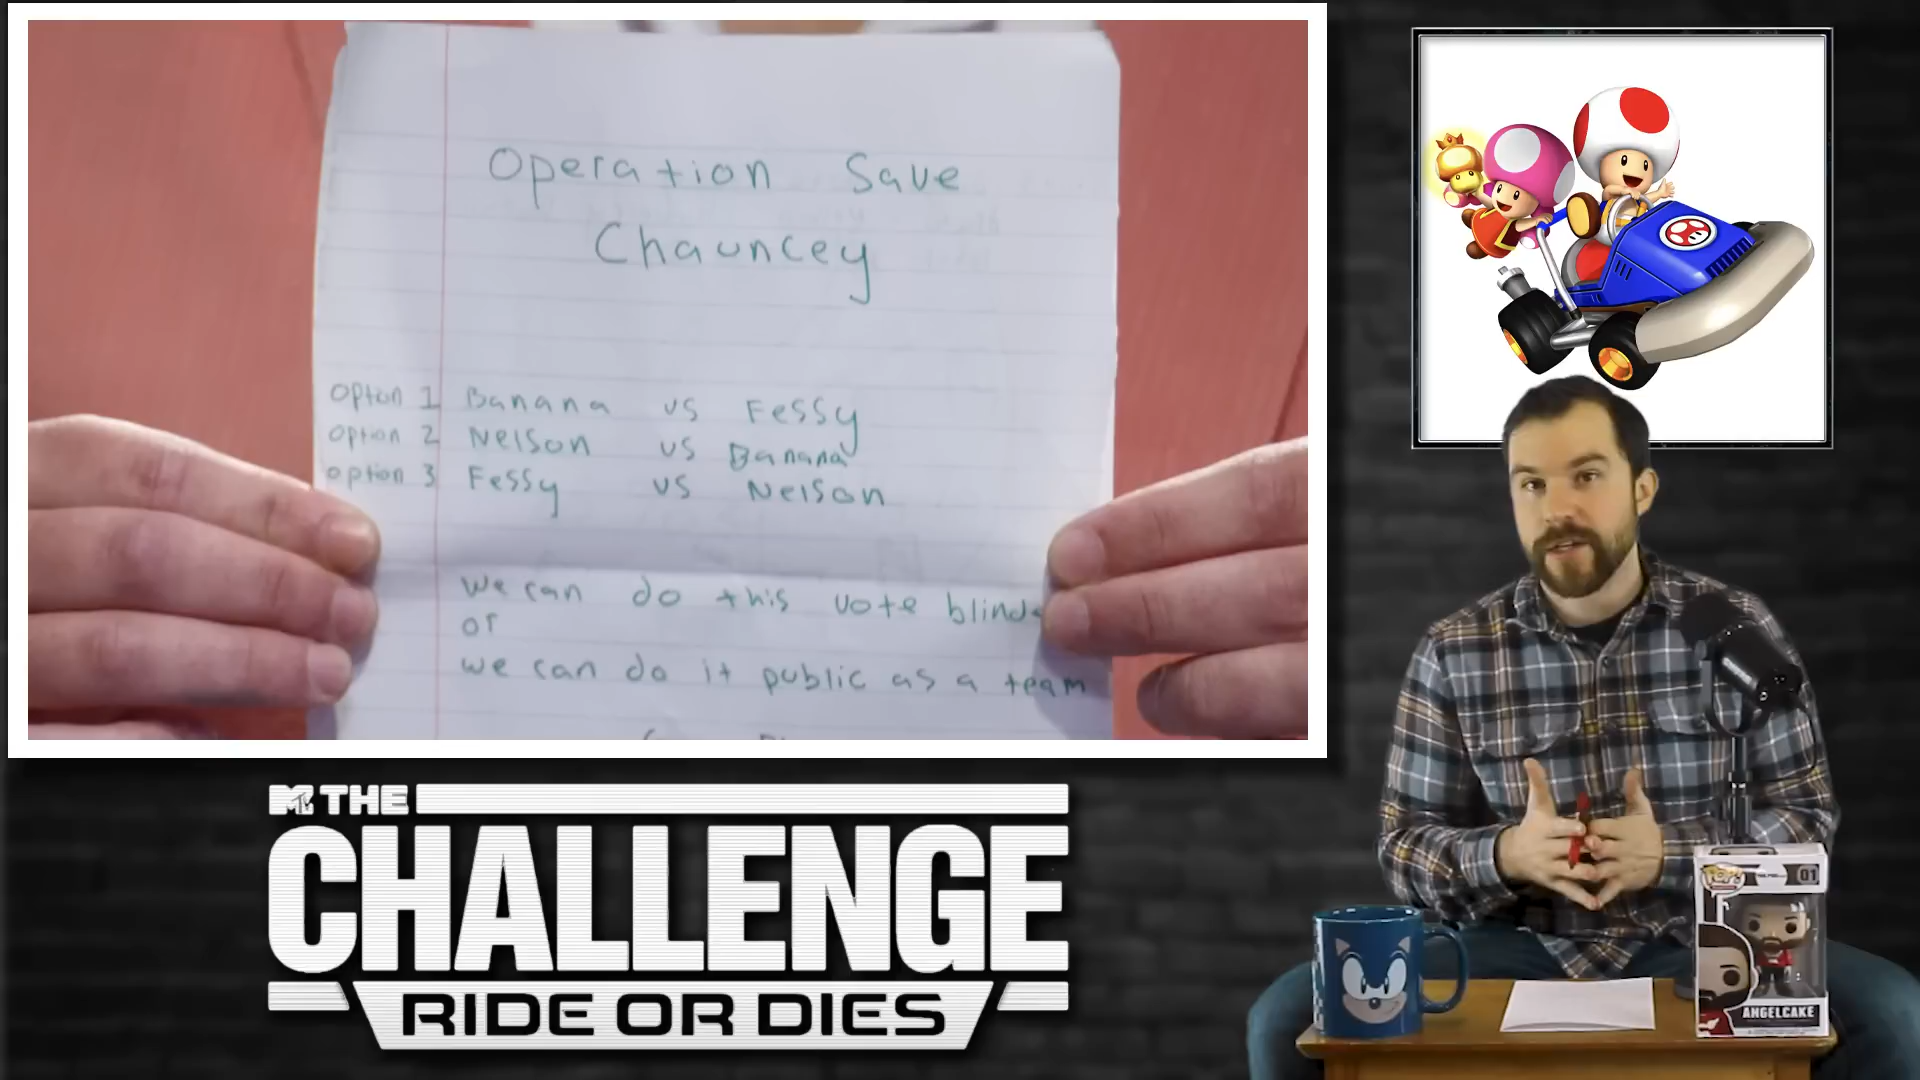 Operation Save
Chauncey
Option 1 Banana vs Fessy
Option 2 Nelson vs Banana
Option 3 Fessy vs Nelson
we can do this vote blind
or
we can do it public as a team
MTV THE
CHALLENGE
RIDE OR DIES
POP!
01
ANGELCAKE